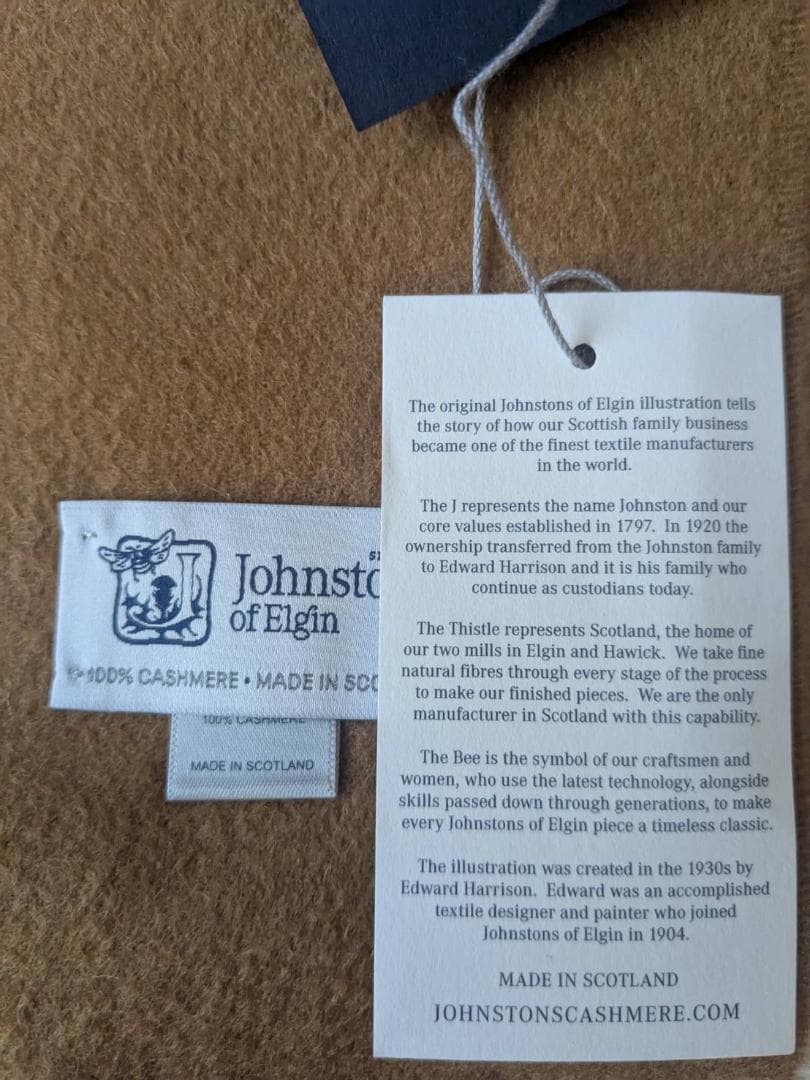 Johnsto
of Elgin
100% CASHMERE • MADE IN SCO
100% CASHMERE
MADE IN SCOTLAND
The original Johnstons of Elgin illustration tells
the story of how our Scottish family business
became one of the finest textile manufacturers
in the world.
The J represents the name Johnston and our
core values established in 1797. In 1920 the
ownership transferred from the Johnston family
to Edward Harrison and it is his family who
continue as custodians today.
The Thistle represents Scotland, the home of
our two mills in Elgin and Hawick. We take fine
natural fibres through every stage of the process
to make our finished pieces. We are the only
manufacturer in Scotland with this capability.
The Bee is the symbol of our craftsmen and
women, who use the latest technology, alongside
skills passed down through generations, to make
every Johnstons of Elgin piece a timeless classic.
The illustration was created in the 1930s by
Edward Harrison. Edward was an accomplished
textile designer and painter who joined
Johnstons of Elgin in 1904.
MADE IN SCOTLAND
JOHNSTONSCASHMERE.COM